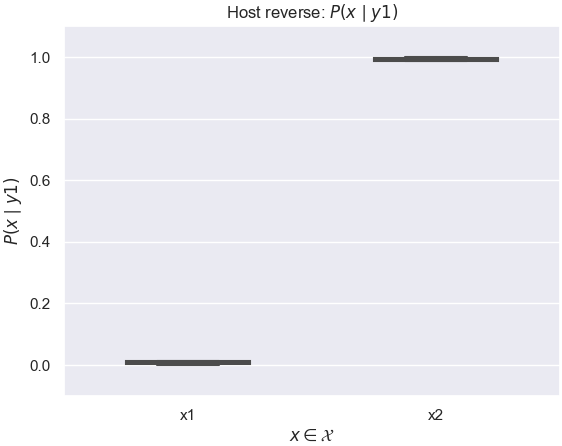 Host reverse: P(x | y1)
P(x | y1)
1.0
0.8
0.6
0.4
0.2
0.0
x1 x2
x ∈ 𝒳